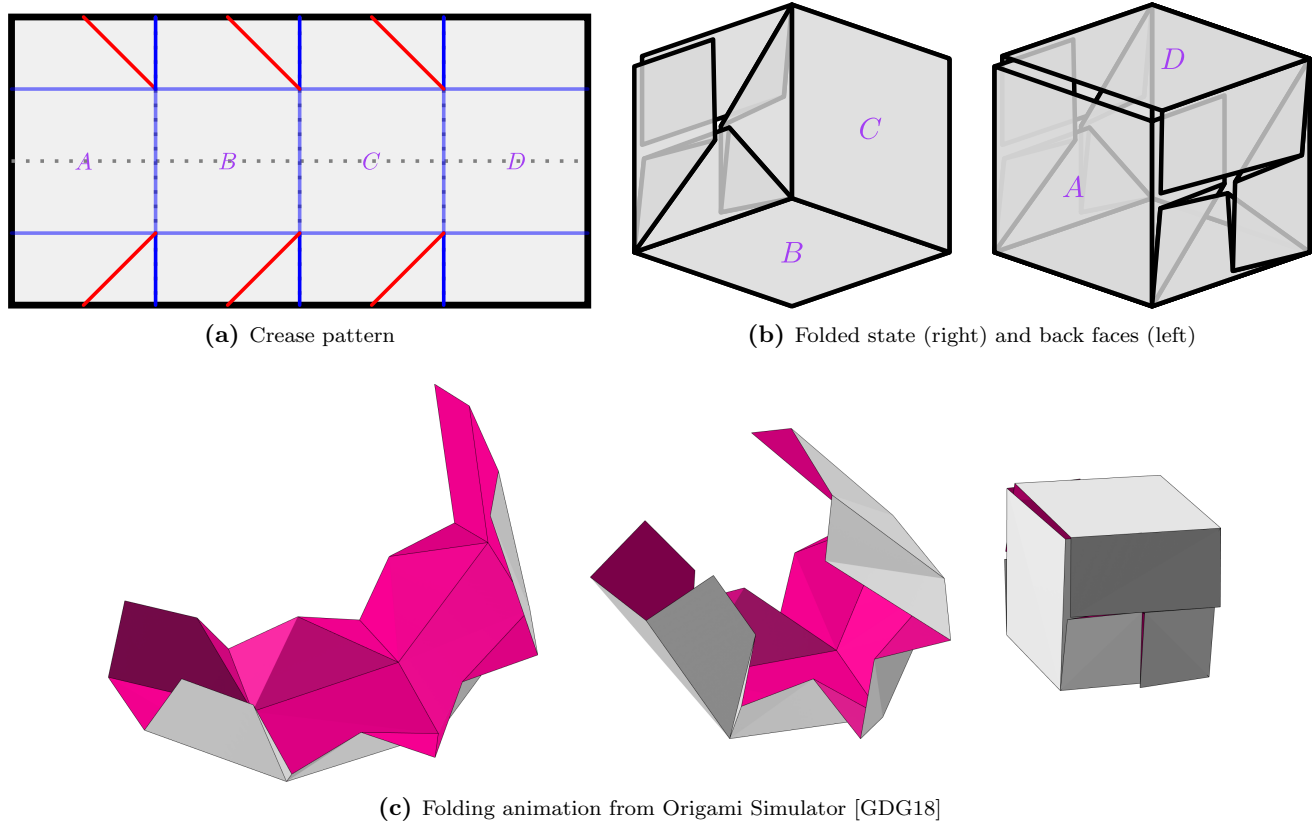 A B C D
(a) Crease pattern
C
B
D
A
(b) Folded state (right) and back faces (left)
(c) Folding animation from Origami Simulator [GDG18]